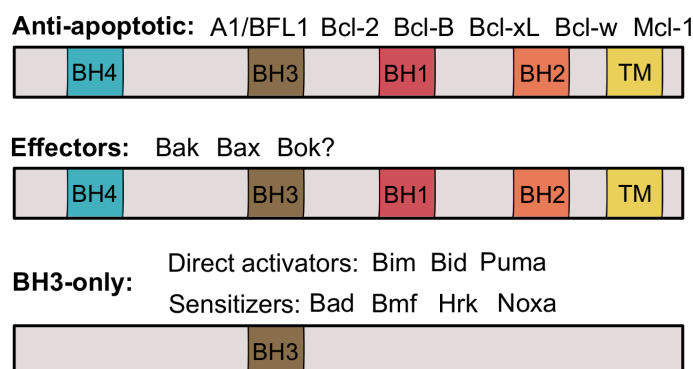 Anti-apoptotic: A1/BFL1 Bcl-2 Bcl-B Bcl-xL Bcl-w Mcl-1
BH4 BH3 BH1 BH2 TM
Effectors: Bak Bax Bok?
BH4 BH3 BH1 BH2 TM
BH3-only:
Direct activators: Bim Bid Puma
Sensitizers: Bad Bmf Hrk Noxa
BH3